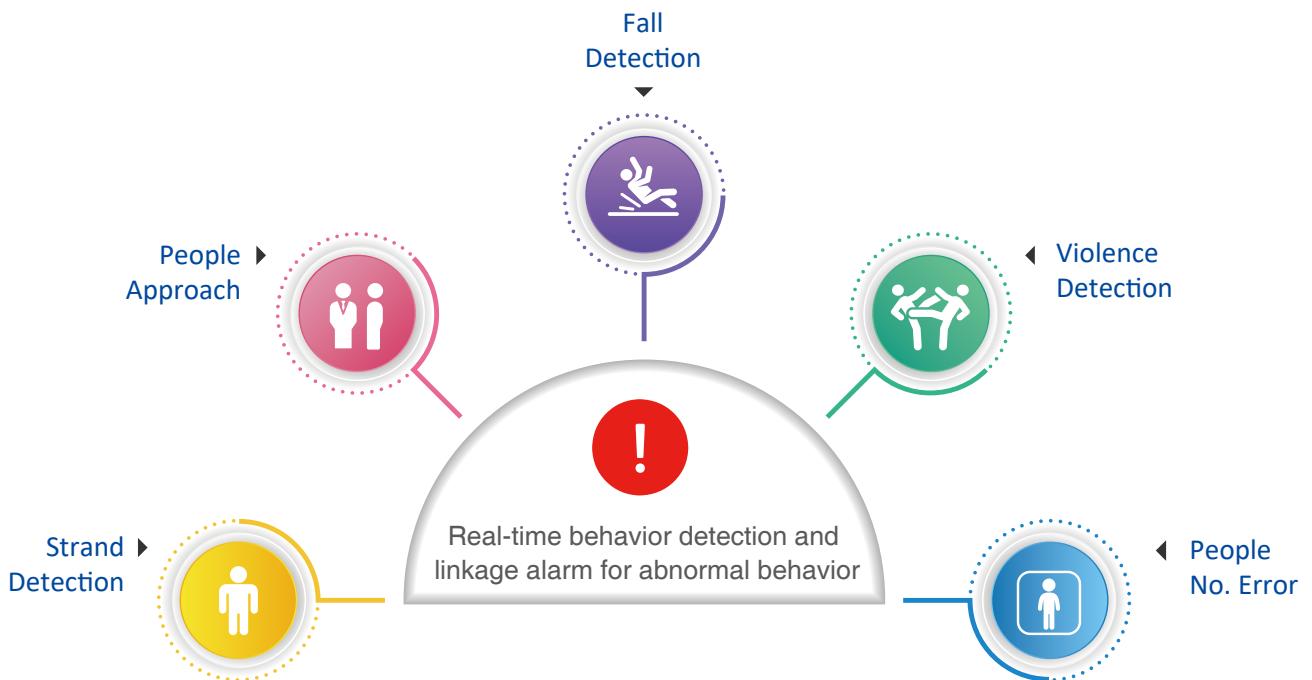 Fall
Detection
People
Approach
Violence
Detection
!
Real-time behavior detection and
linkage alarm for abnormal behavior
Strand
Detection
People
No. Error